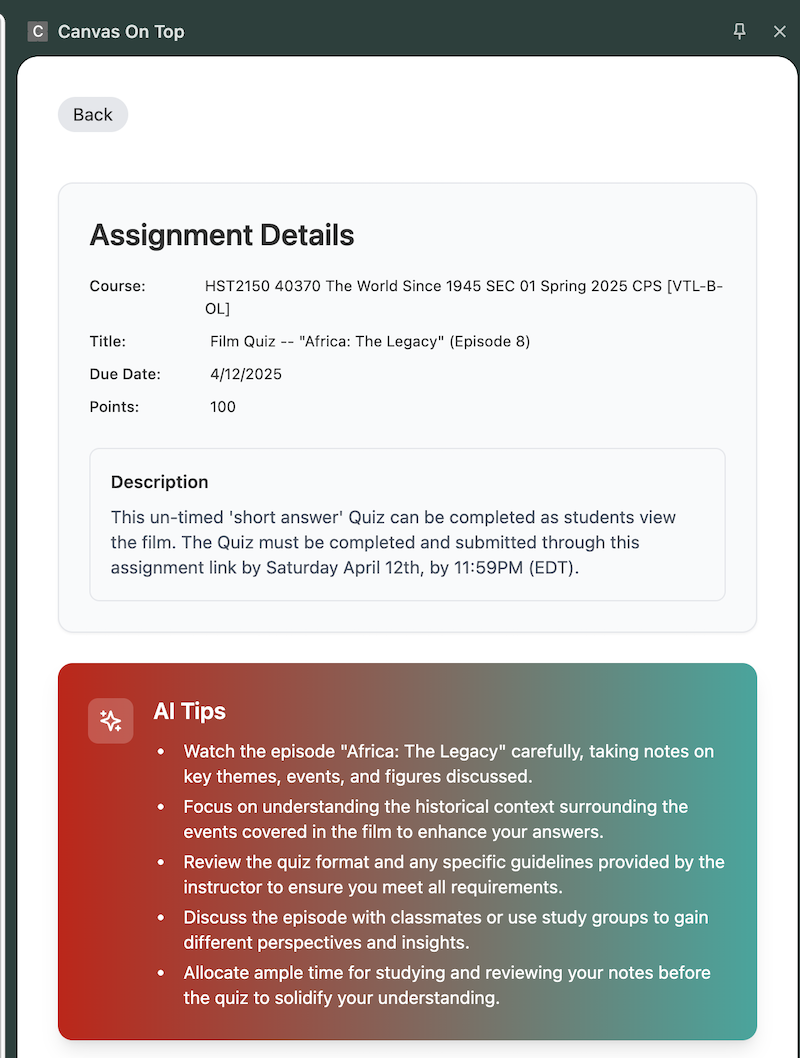 C Canvas On Top
Back
Assignment Details
Course: HST2150 40370 The World Since 1945 SEC 01 Spring 2025 CPS [VTL-B-
OL]
Title: Film Quiz -- "Africa: The Legacy" (Episode 8)
Due Date: 4/12/2025
Points: 100
Description
This un-timed 'short answer' Quiz can be completed as students view
the film. The Quiz must be completed and submitted through this
assignment link by Saturday April 12th, by 11:59PM (EDT).
AI Tips
• Watch the episode "Africa: The Legacy" carefully, taking notes on
key themes, events, and figures discussed.
• Focus on understanding the historical context surrounding the
events covered in the film to enhance your answers.
• Review the quiz format and any specific guidelines provided by the
instructor to ensure you meet all requirements.
• Discuss the episode with classmates or use study groups to gain
different perspectives and insights.
• Allocate ample time for studying and reviewing your notes before
the quiz to solidify your understanding.